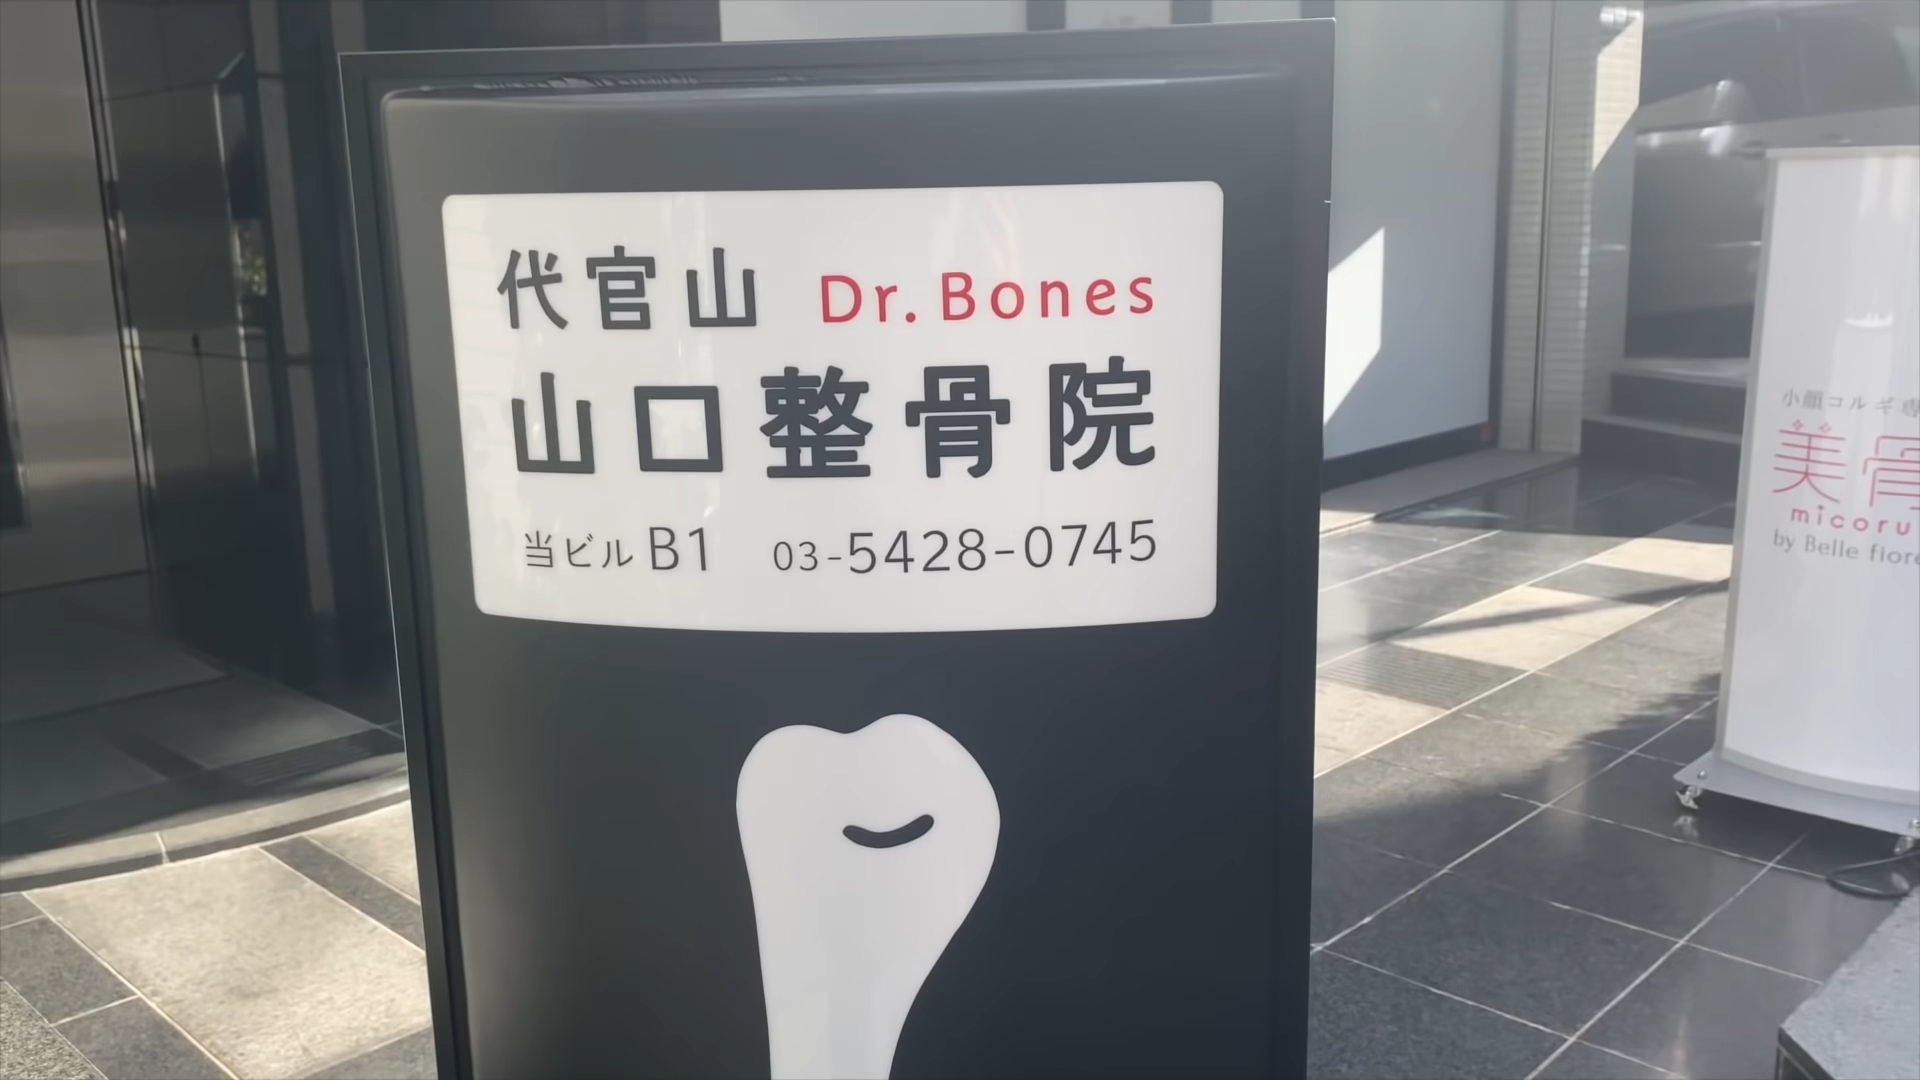 代官山 Dr. Bones
山口整骨院
当ビル B1 03-5428-0745
小顔コルギ専
美骨
micoru
by Belle fiore